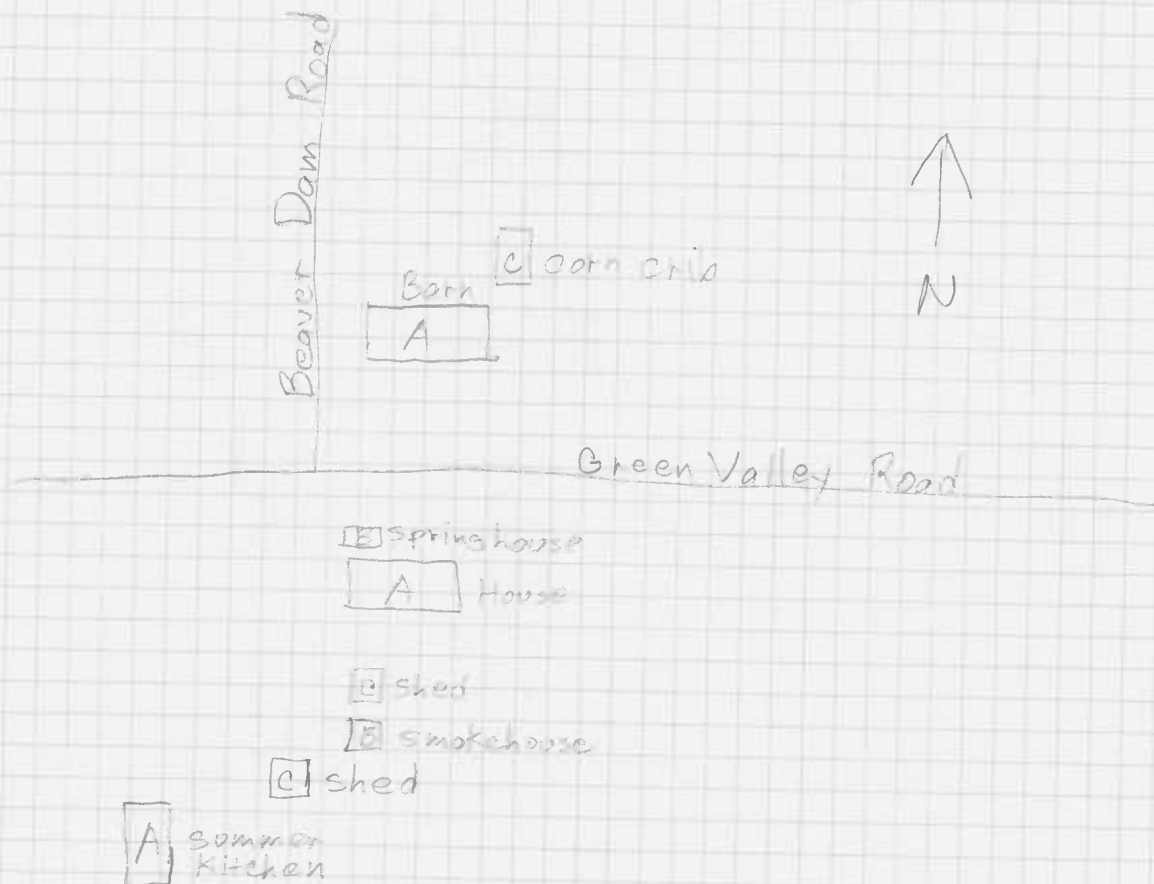 Beaver Dam Road
C Corn Crib
Barn
A
N
Green Valley Road
B Springhouse
A House
C Shed
B Smokehouse
C Shed
A Summer
Kitchen